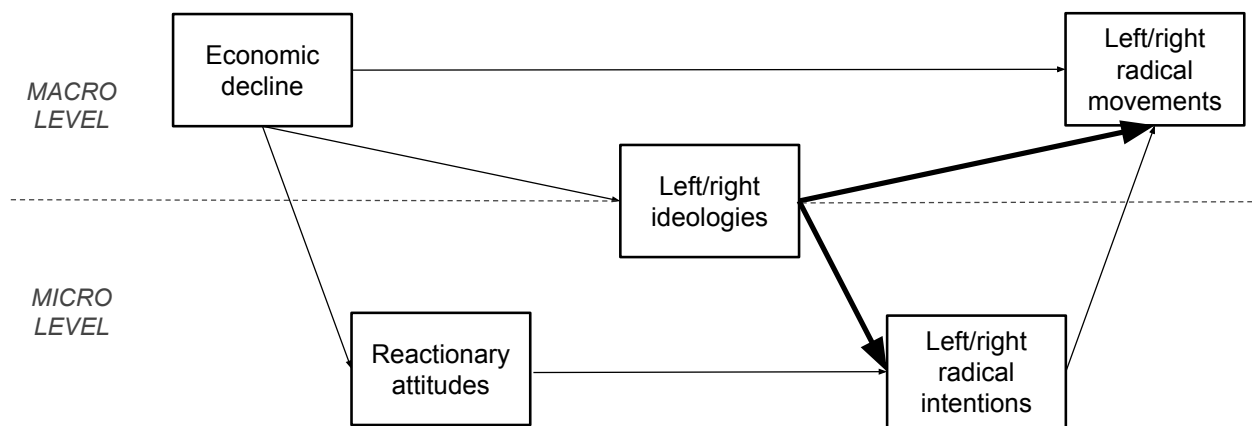 Economic
decline
Left/right
radical
movements
MACRO
LEVEL
Left/right
ideologies
MICRO
LEVEL
Reactionary
attitudes
Left/right
radical
intentions